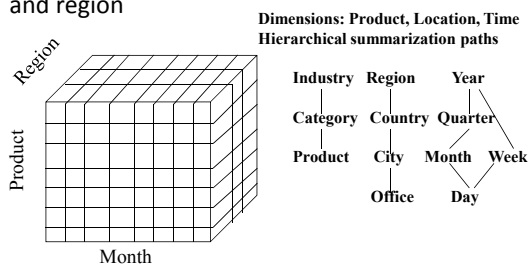 and region
Dimensions: Product, Location, Time
Hierarchical summarization paths
Region
Product
Month
Industry Region Year
Category Country Quarter
Product City Month Week
Office Day